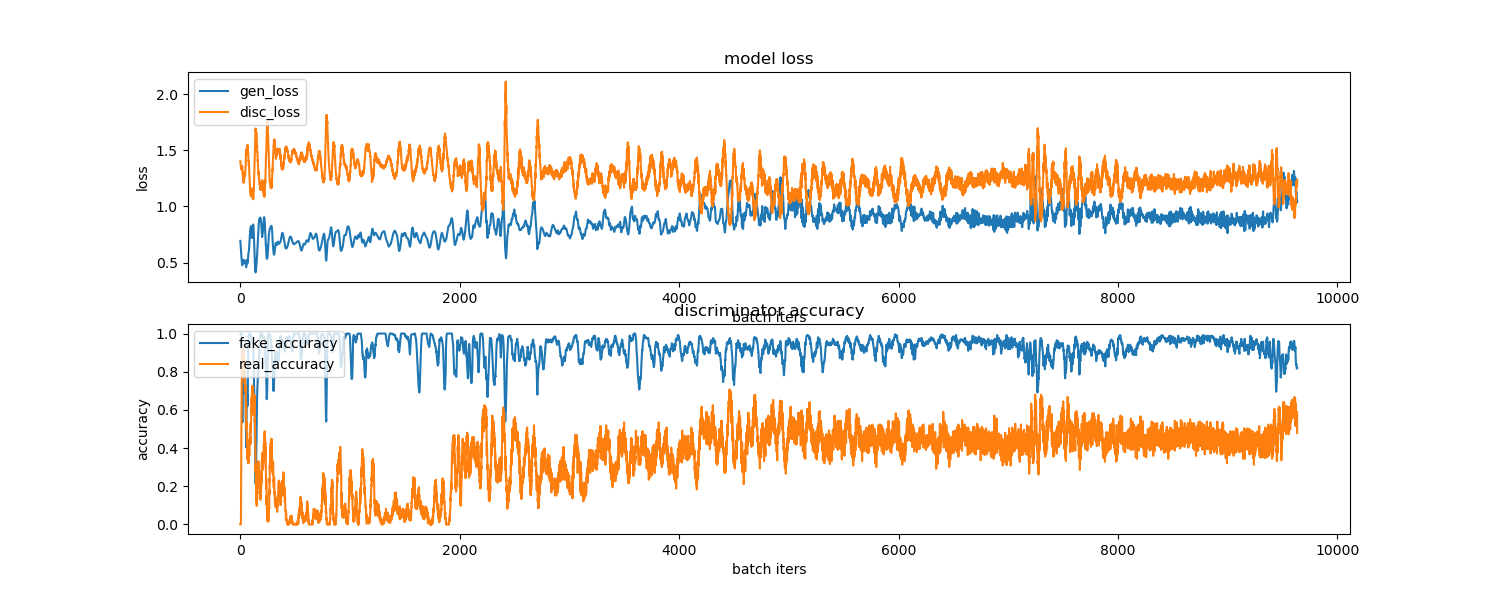 model loss
gen_loss
disc_loss
loss
2.0
1.5
1.0
0.5
0 2000 4000 6000 8000 10000
batch iters
discriminator accuracy
fake_accuracy
real_accuracy
accuracy
1.0
0.8
0.6
0.4
0.2
0.0
0 2000 4000 6000 8000 10000
batch iters